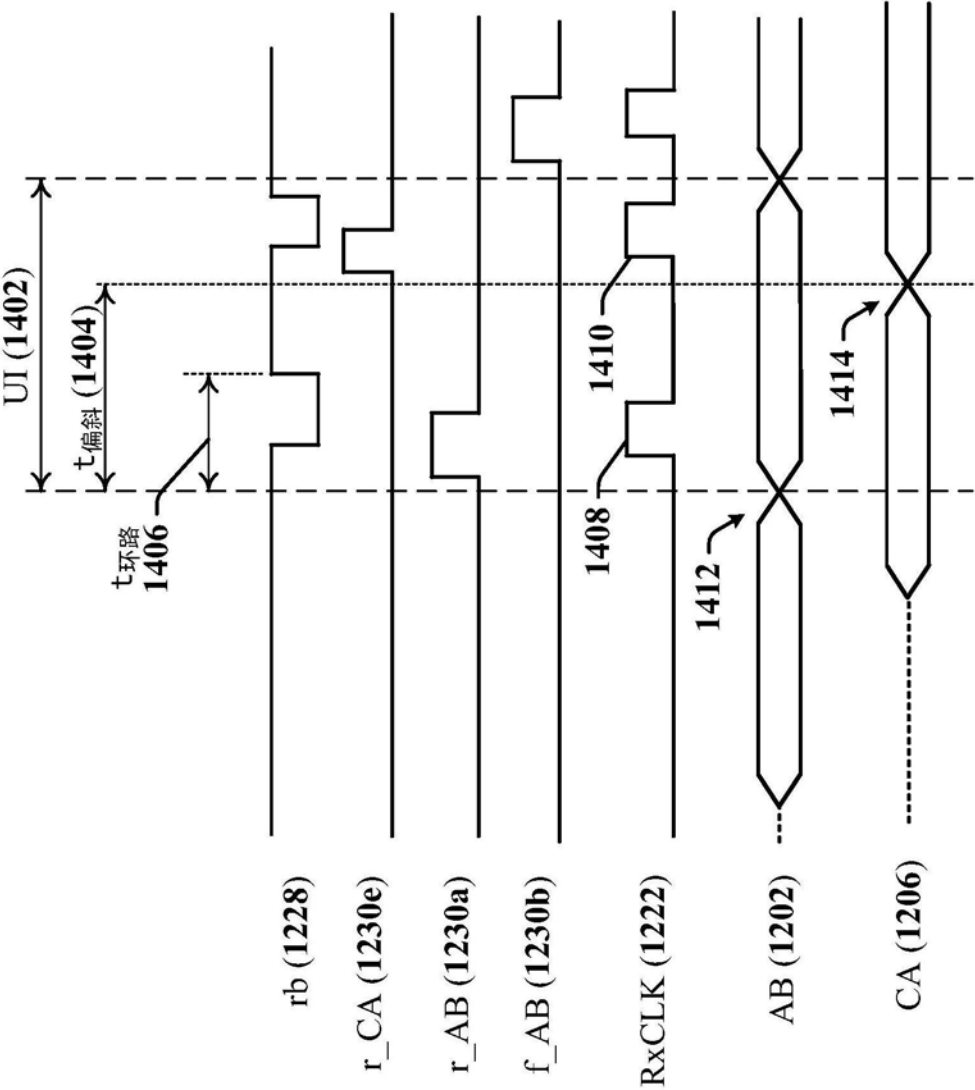 UI (1402)
t偏斜 (1404)
t环路
1406
rb (1228)
r_CA (1230e)
r_AB (1230a)
f_AB (1230b)
RxCLK (1222)
1408
1410
AB (1202)
1412
CA (1206)
1414